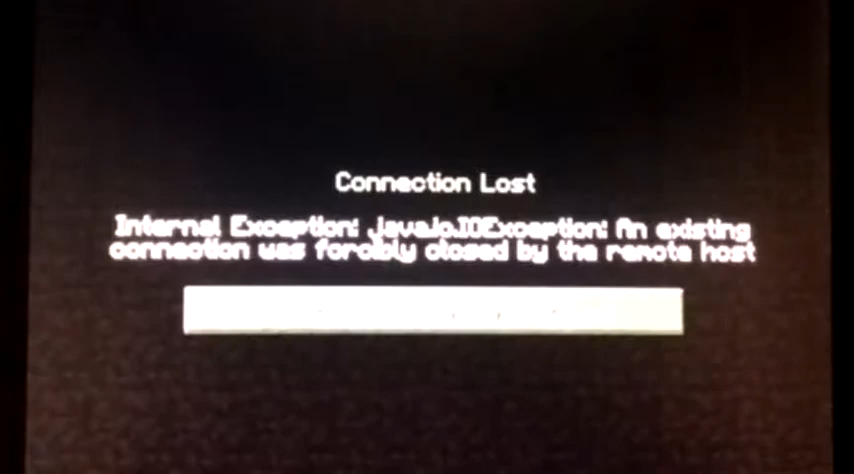 Connection Lost
Internal Exception: java.io.IOException: An existing
connection was forcibly closed by the remote host